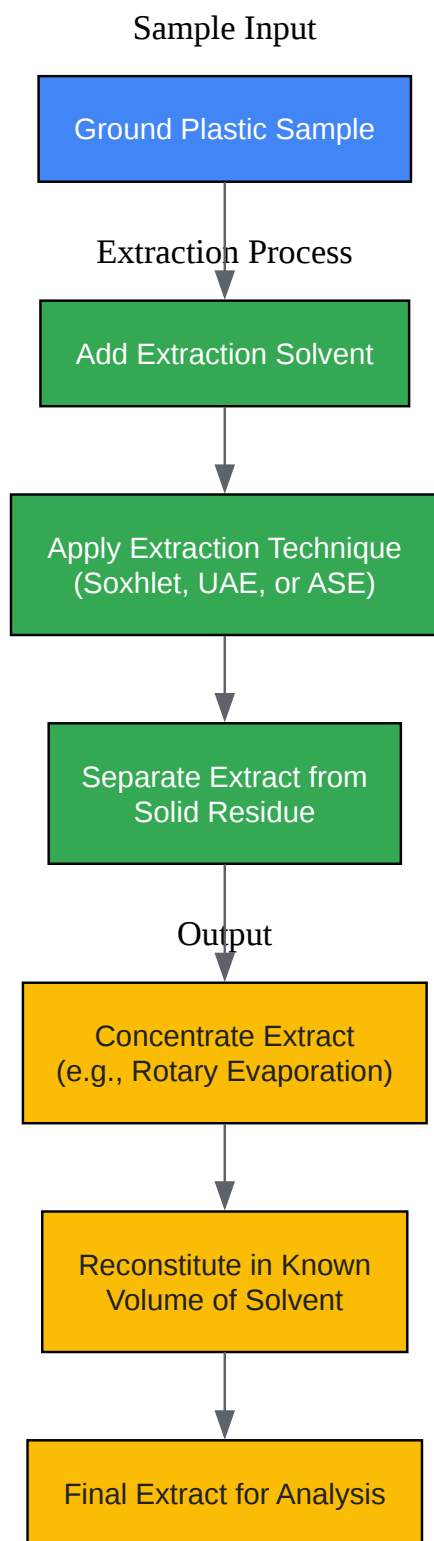 Sample Input
Ground Plastic Sample
Extraction Process
Add Extraction Solvent
Apply Extraction Technique
(Soxhlet, UAE, or ASE)
Separate Extract from
Solid Residue
Output
Concentrate Extract
(e.g., Rotary Evaporation)
Reconstitute in Known
Volume of Solvent
Final Extract for Analysis